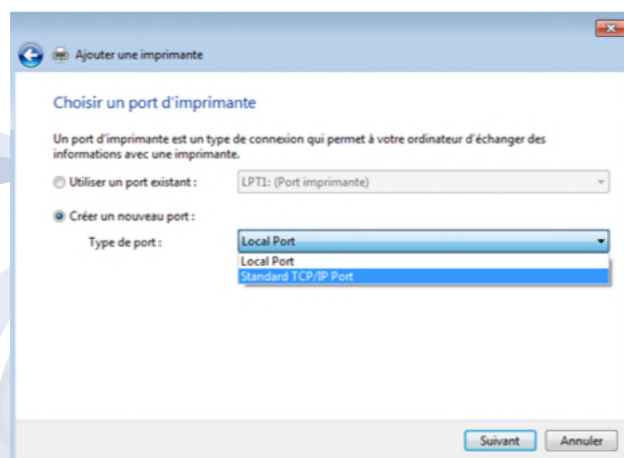 Ajouter une imprimante
Choisir un port d'imprimante
Un port d'imprimante est un type de connexion qui permet à votre ordinateur d'échanger des
informations avec une imprimante.
Utiliser un port existant : LPT1: (Port imprimante)
Créer un nouveau port :
Type de port : Local Port
Local Port
Standard TCP/IP Port
Suivant Annuler